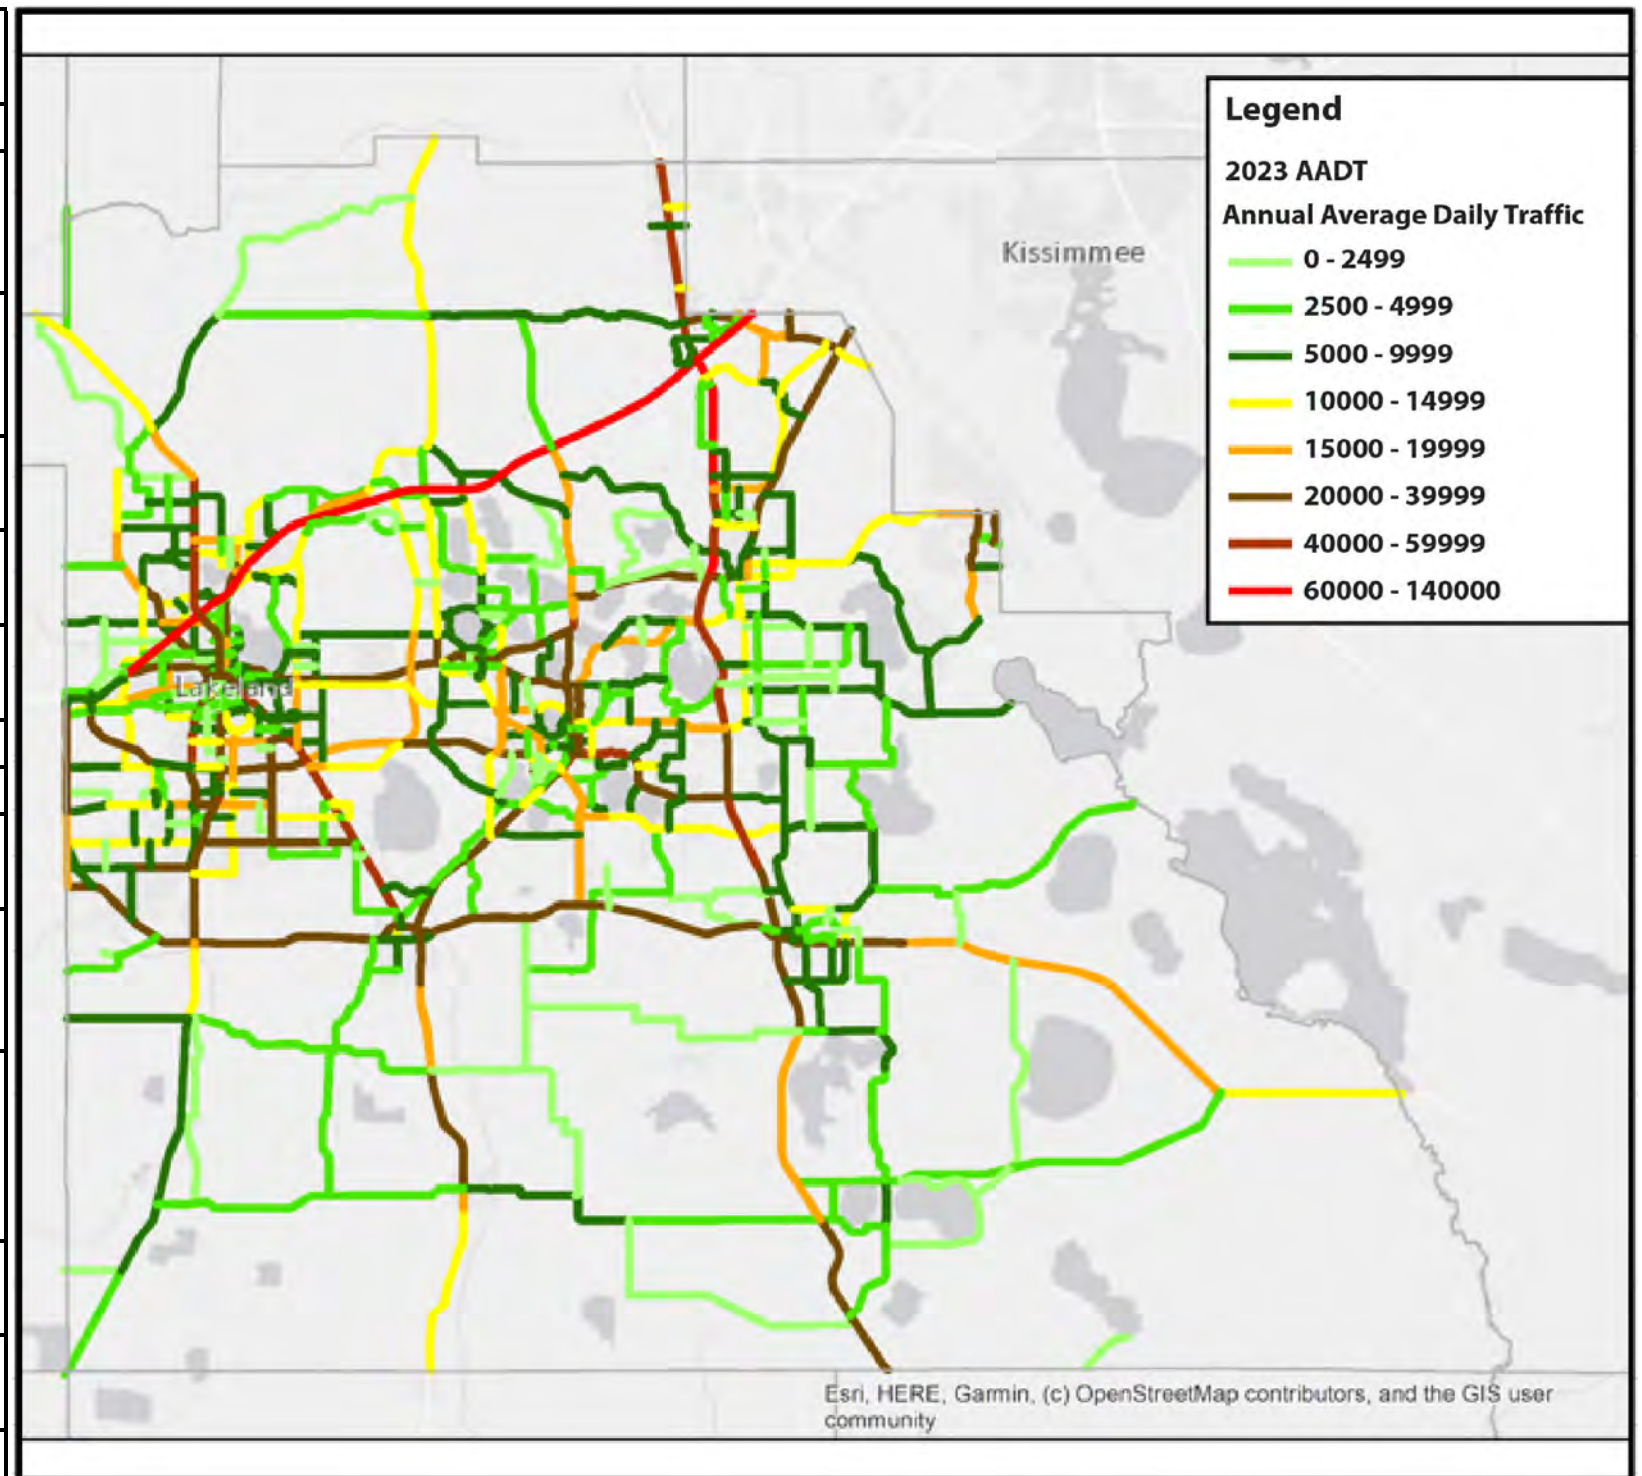 Legend
2023 AADT
Annual Average Daily Traffic
0 - 2499
2500 - 4999
5000 - 9999
10000 - 14999
15000 - 19999
20000 - 39999
40000 - 59999
60000 - 140000
Kissimmee
Lakeland
Esri, HERE, Garmin, (c) OpenStreetMap contributors, and the GIS user
community